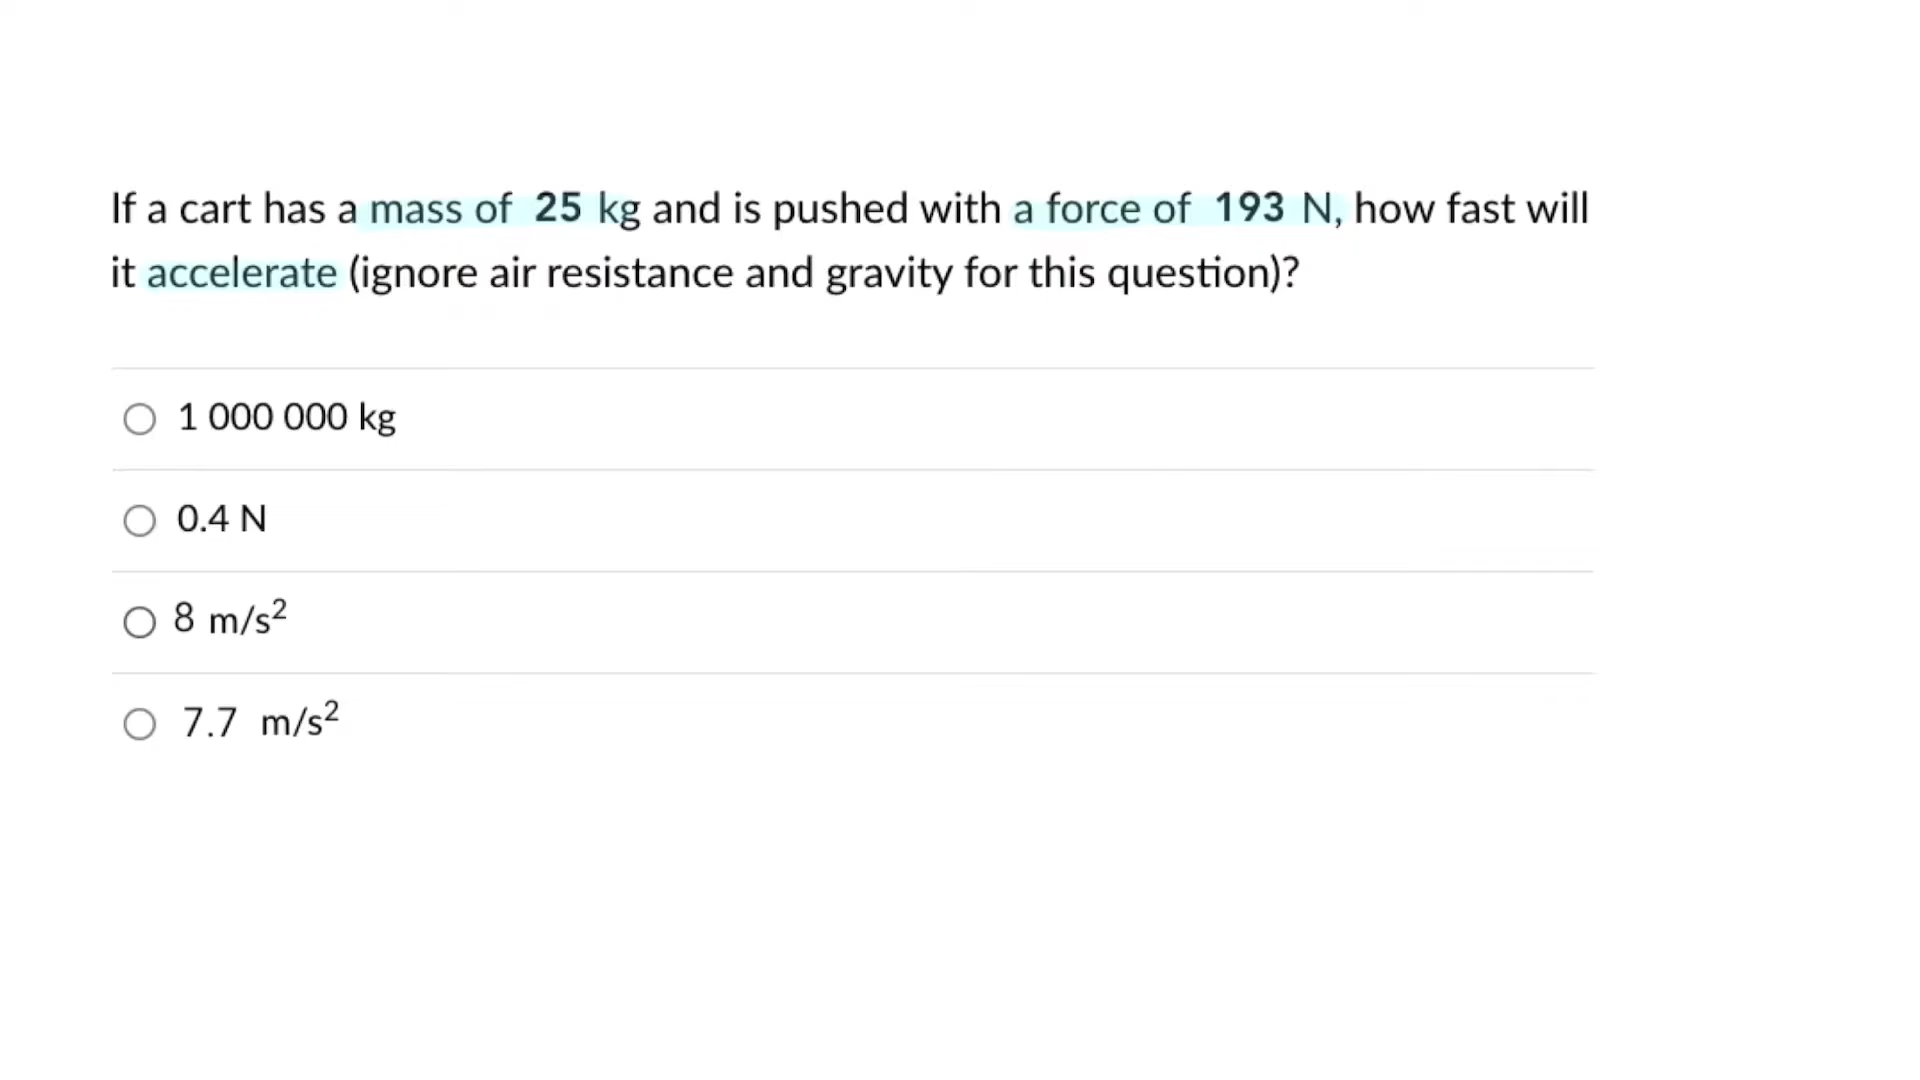 If a cart has a mass of 25 kg and is pushed with a force of 193 N, how fast will
it accelerate (ignore air resistance and gravity for this question)?
1 000 000 kg
0.4 N
8 m/s²
7.7 m/s²